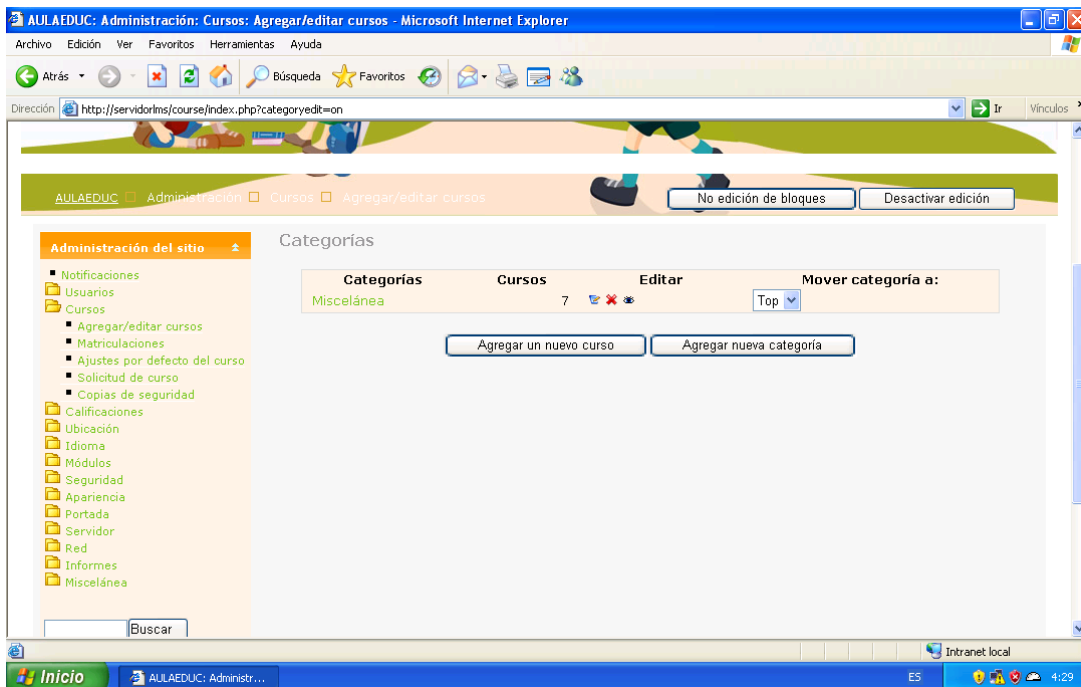 AULAEDUC: Administración: Cursos: Agregar/editar cursos - Microsoft Internet Explorer
Archivo Edición Ver Favoritos Herramientas Ayuda
Atrás Búsqueda Favoritos
Dirección http://servidorlms/course/index.php?categoryedit=on Ir Vínculos
AULAEDUC Administración Cursos Agregar/editar cursos No edición de bloques Desactivar edición
Administración del sitio
Notificaciones
Usuarios
Cursos
Agregar/editar cursos
Matriculaciones
Ajustes por defecto del curso
Solicitud de curso
Copias de seguridad
Calificaciones
Ubicación
Idioma
Módulos
Seguridad
Apariencia
Portada
Servidor
Red
Informes
Miscelánea
Buscar
Categorías
Categorías Cursos Editar Mover categoría a:
Miscelánea 7 Top
Agregar un nuevo curso Agregar nueva categoría
Intranet local
Inicio AULAEDUC: Administr... ES 4:29